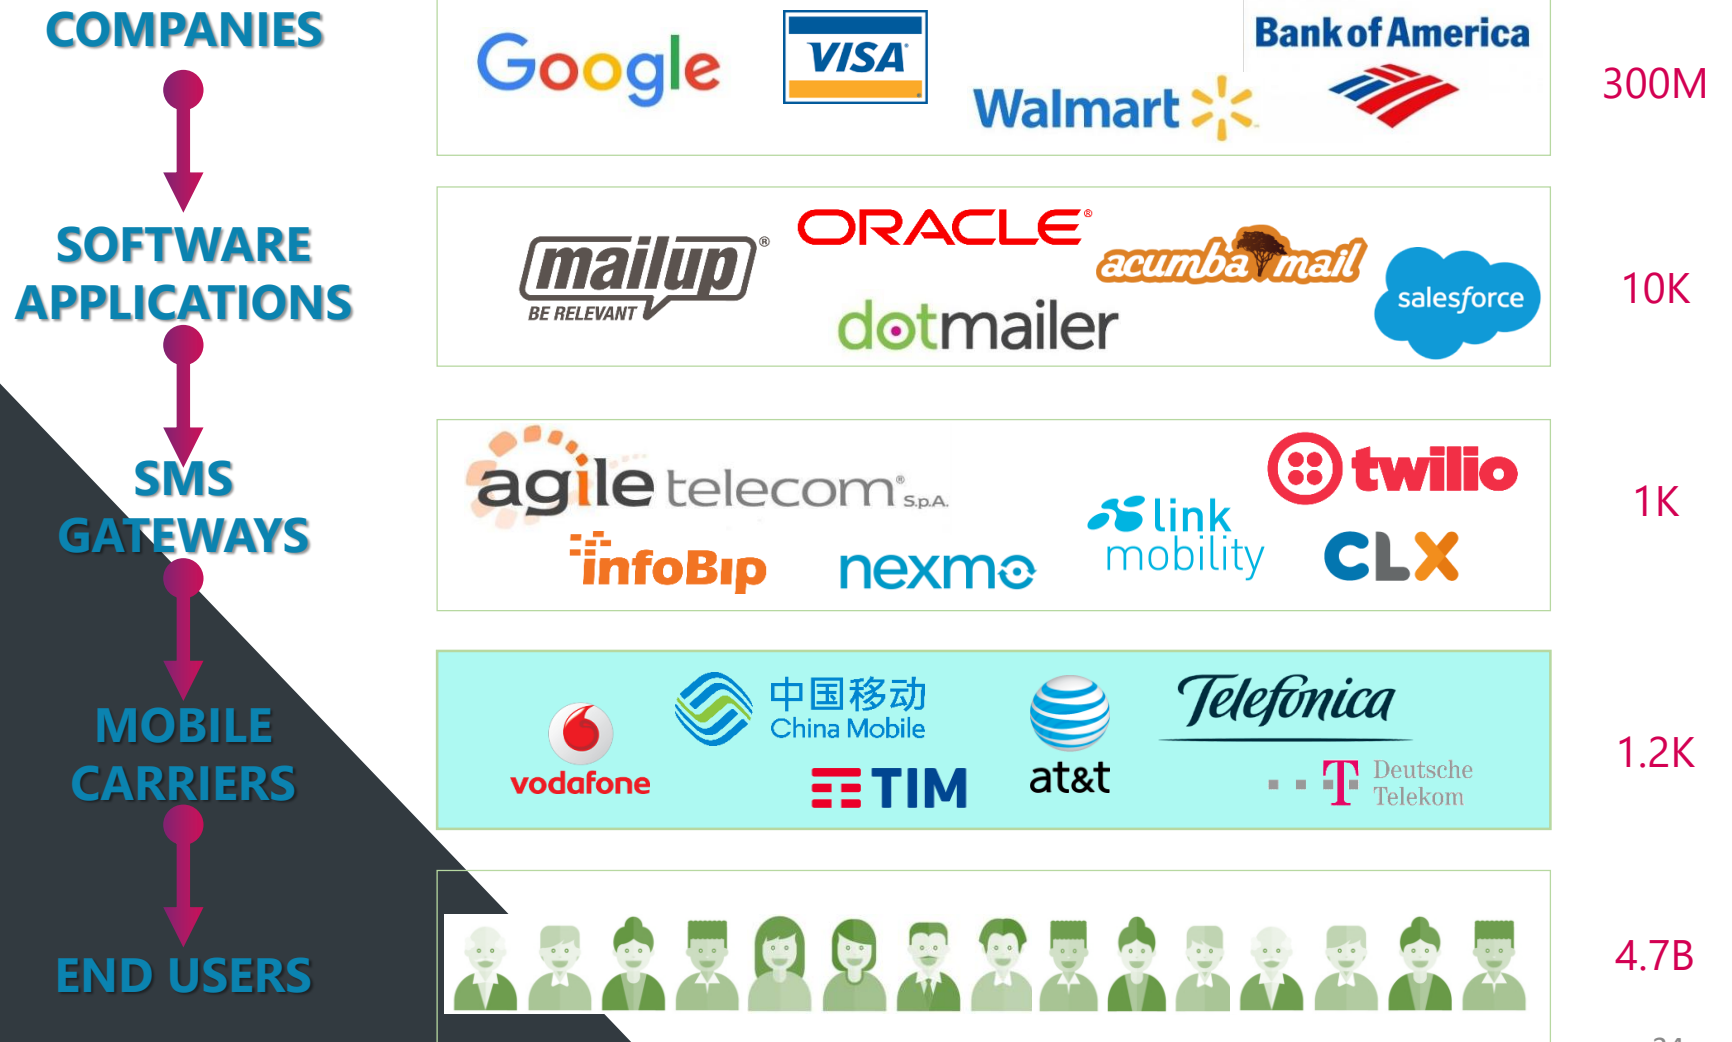 COMPANIES
Google
VISA
Walmart
Bank of America
300M
SOFTWARE
APPLICATIONS
mailup®
BE RELEVANT
ORACLE®
dotmailer
acumbamail
salesforce
10K
SMS
GATEWAYS
agile telecom® S.p.A.
infoBip
nexmo
link
mobility
twilio
CLX
1K
MOBILE
CARRIERS
vodafone
中国移动
China Mobile
TIM
at&t
Telefónica
T Deutsche
Telekom
1.2K
END USERS
4.7B